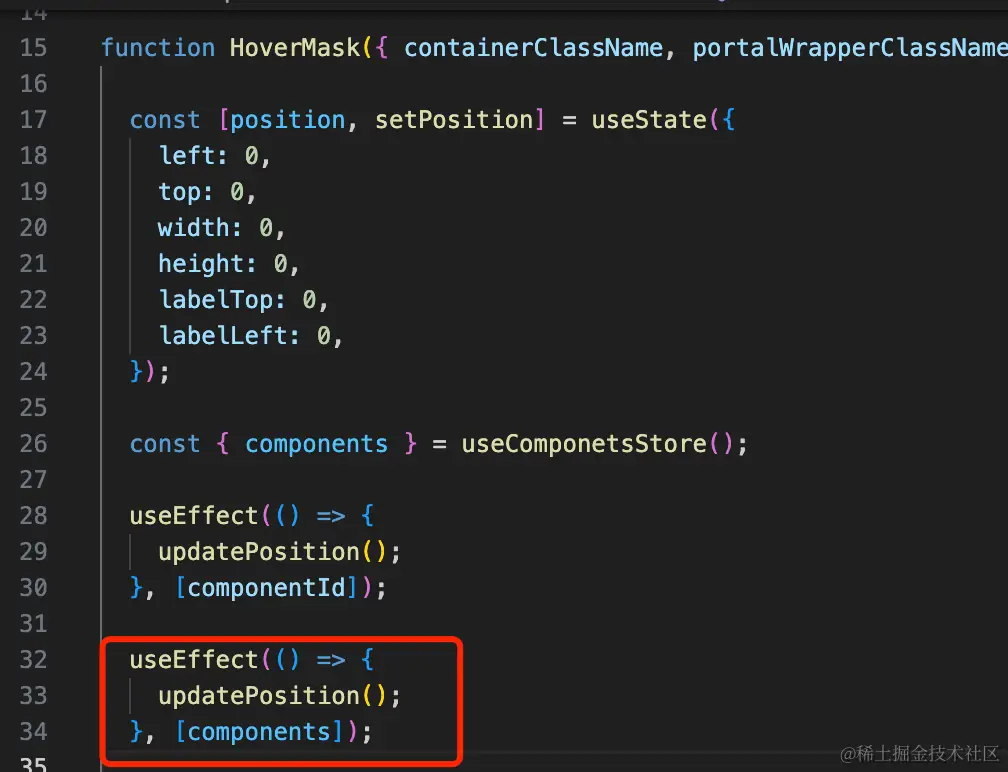 14
15 function HoverMask({ containerClassName, portalWrapperClassName
16
17 const [position, setPosition] = useState({
18 left: 0,
19 top: 0,
20 width: 0,
21 height: 0,
22 labelTop: 0,
23 labelLeft: 0,
24 });
25
26 const { components } = useComponetsStore();
27
28 useEffect(() => {
29 updatePosition();
30 }, [componentId]);
31
32 useEffect(() => {
33 updatePosition();
34 }, [components]);
35
@稀土掘金技术社区